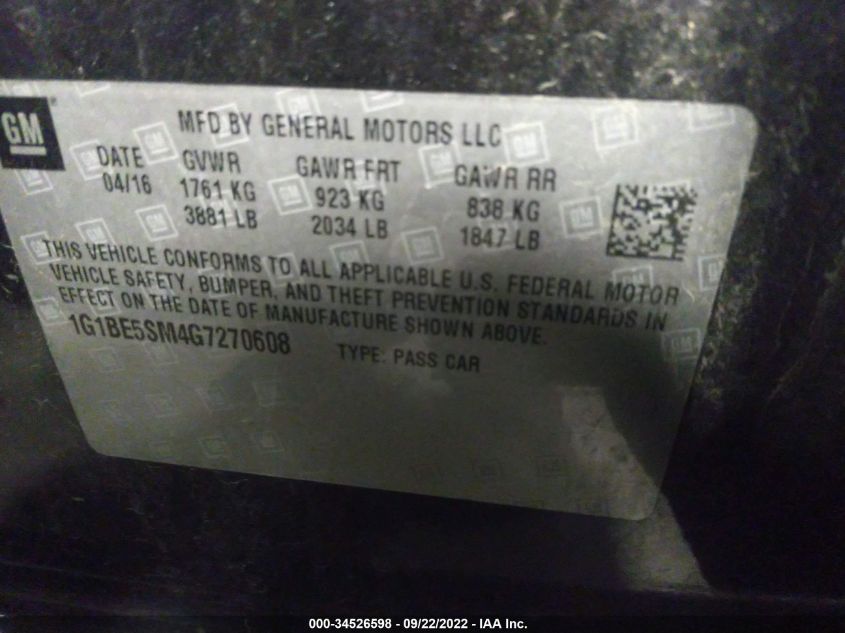 GM
MFD BY GENERAL MOTORS LLC
DATE GVWR GAWR FRT GAWR RR
04/16 1761 KG 923 KG 838 KG
3881 LB 2034 LB 1847 LB
THIS VEHICLE CONFORMS TO ALL APPLICABLE U.S. FEDERAL MOTOR
VEHICLE SAFETY, BUMPER, AND THEFT PREVENTION STANDARDS IN
EFFECT ON THE DATE OF MANUFACTURE SHOWN ABOVE.
1G1BE5SM4G7270608 TYPE: PASS CAR
000-34526598 - 09/22/2022 - IAA Inc.